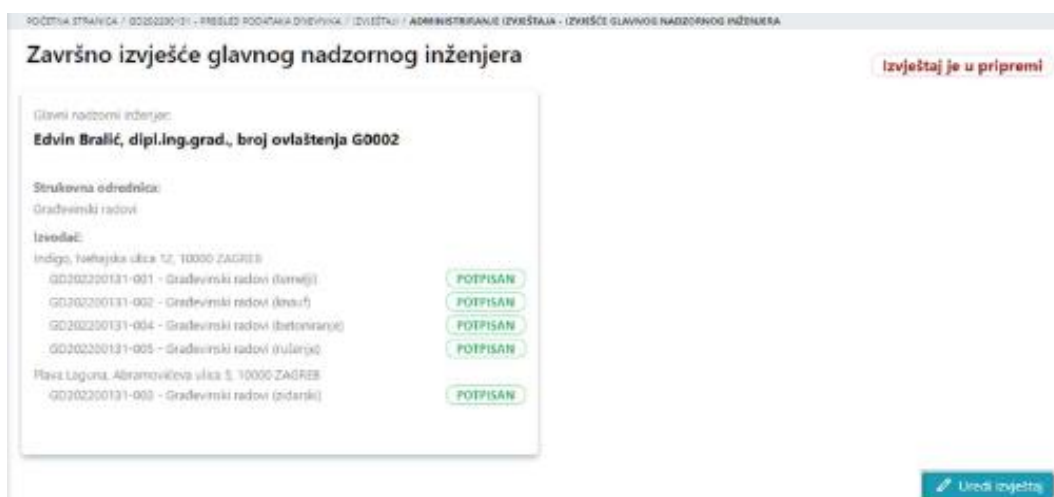 POČETNA STRANICA / GD202200131 - PREGLED PODATAKA DNEVNIKA / IZVJEŠTAJI / ADMINISTRIRANJE IZVJEŠTAJA - IZVJEŠĆE GLAVNOG NADZORNOG INŽENJERA
Završno izvješće glavnog nadzornog inženjera
Izvještaj je u pripremi
Glavni nadzorni inženjer:
Edvin Bralić, dipl.ing.grad., broj ovlaštenja G0002
Strukovna odrednica:
Građevinski radovi
Izvođač:
Indigo, Nehajska ulica 12, 10000 ZAGREB
GD202200131-001 - Građevinski radovi (temelji) POTPISAN
GD202200131-002 - Građevinski radovi (knauf) POTPISAN
GD202200131-004 - Građevinski radovi (betoniranje) POTPISAN
GD202200131-005 - Građevinski radovi (rušenje) POTPISAN
Plava Laguna, Abramovićeva ulica 5, 10000 ZAGREB
GD202200131-003 - Građevinski radovi (zidarski) POTPISAN
Uredi izvještaj